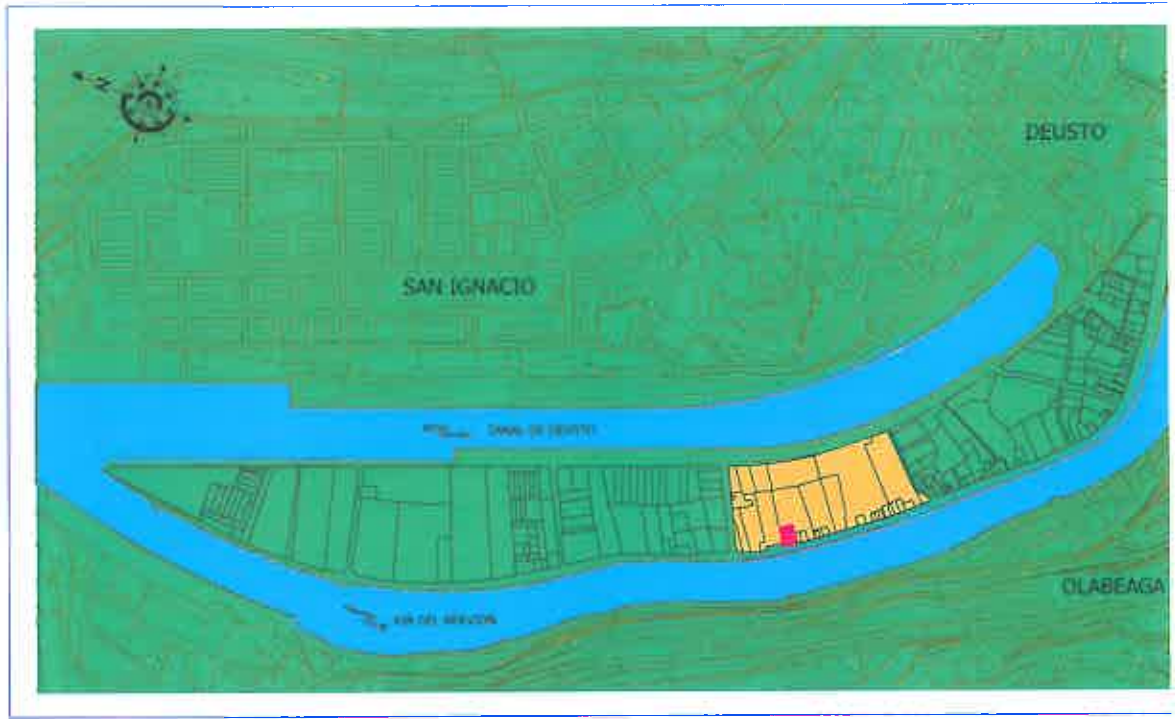 N
DEUSTO
SAN IGNACIO
CANAL DE DEUSTO
OLABEAGA
RIA DEL NERVION